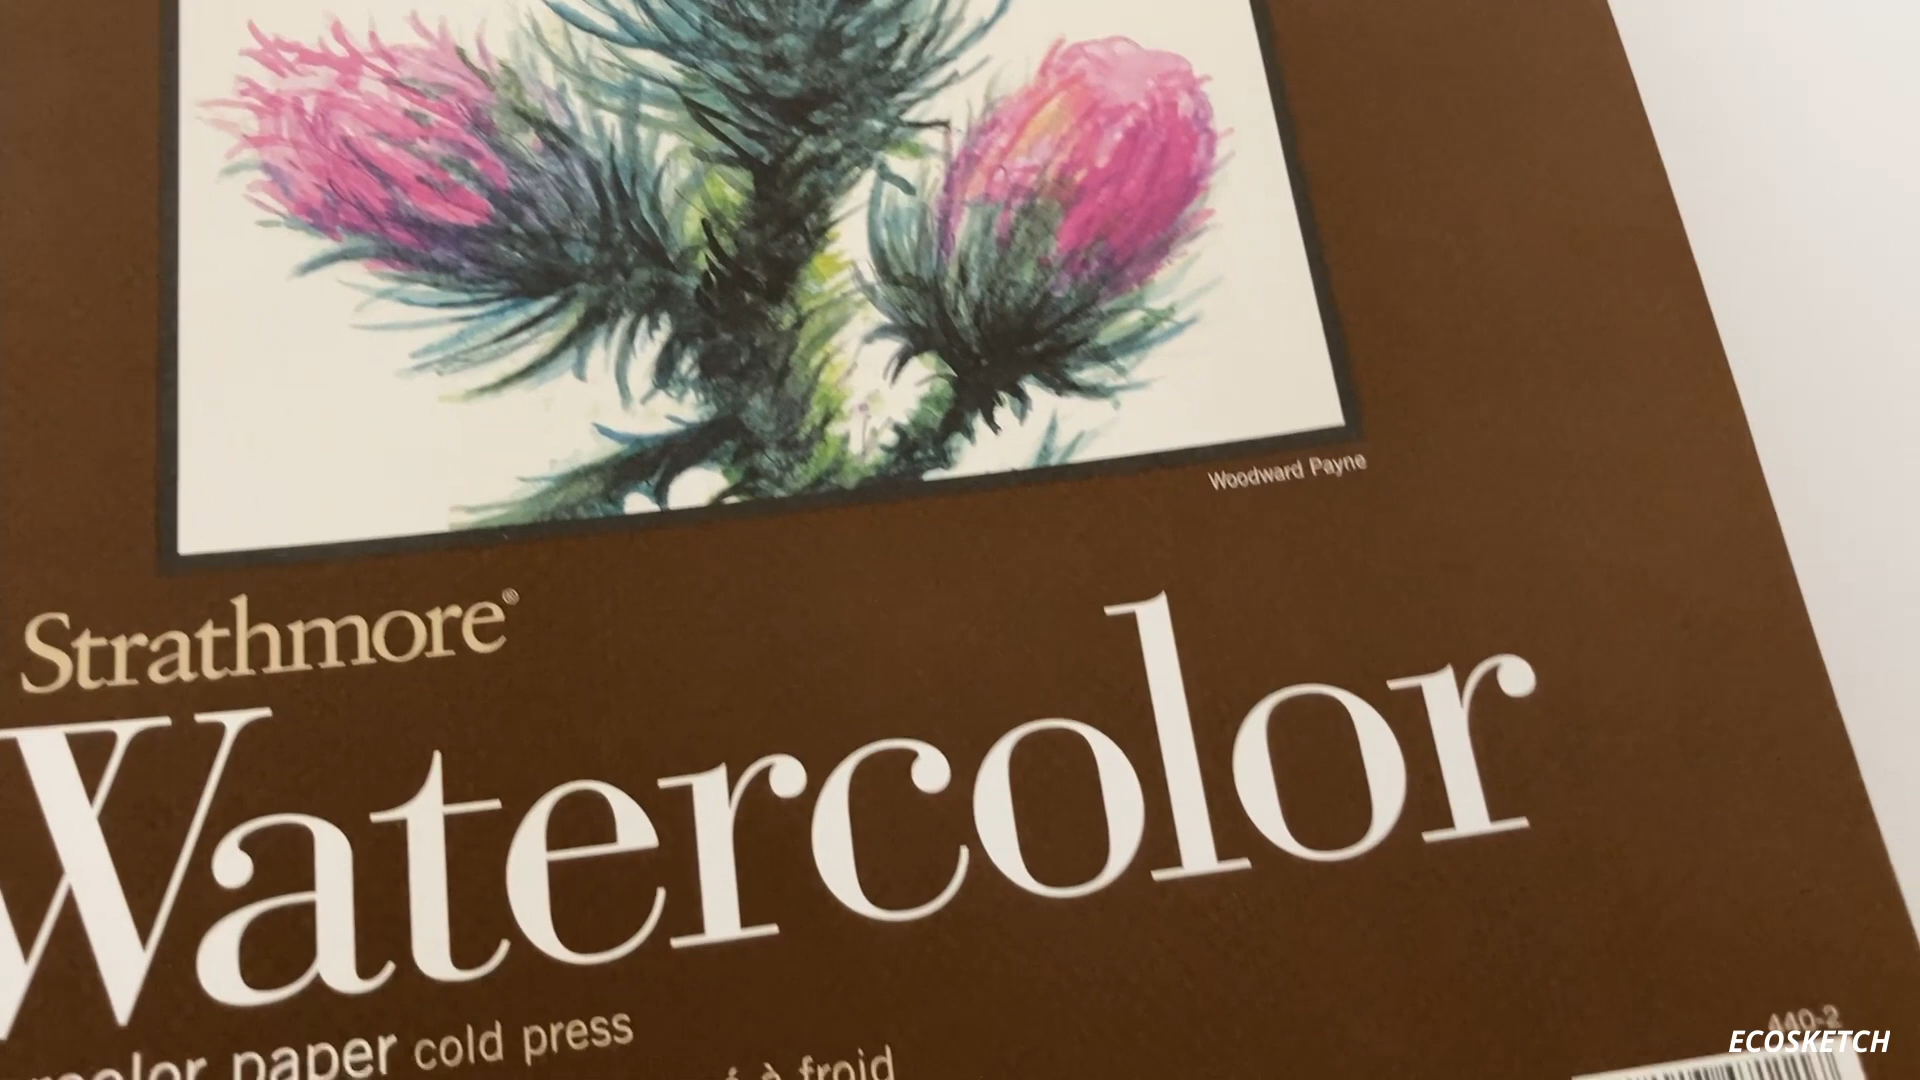 Woodward Payne
Strathmore®
Watercolor
paper cold press
à froid
440-2
ECOSKETCH